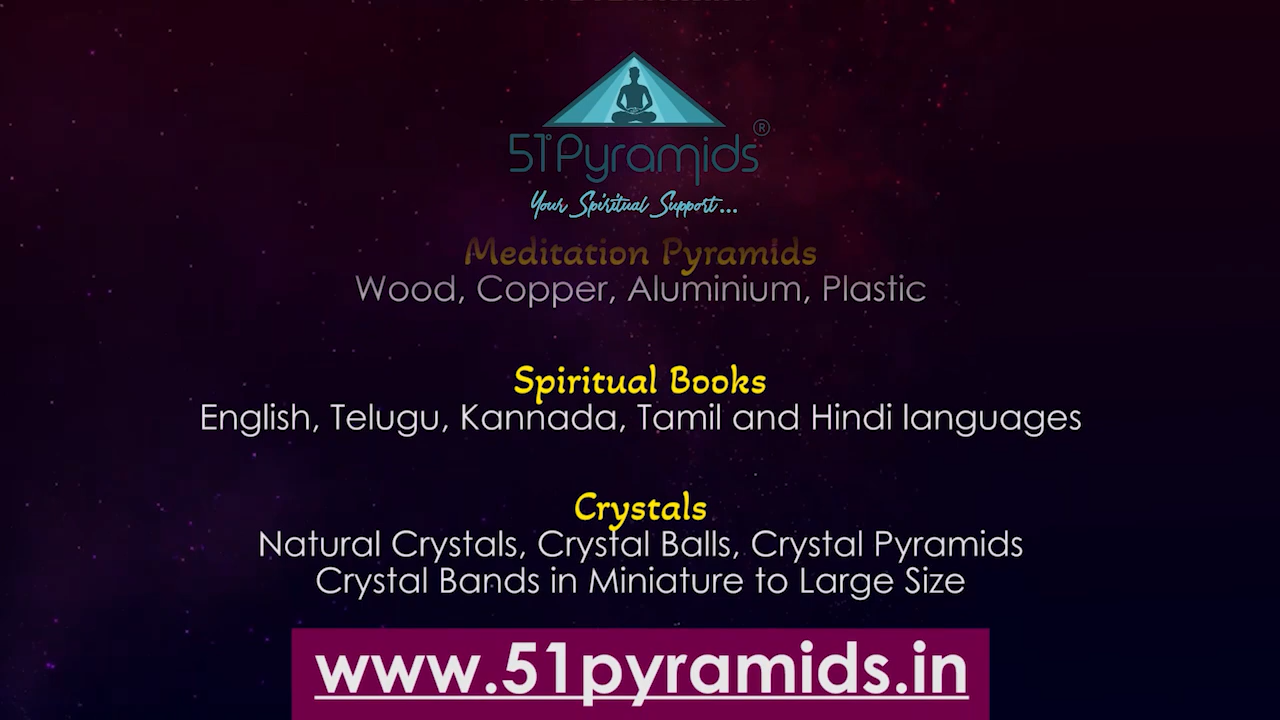 51°Pyramids®
Your Spiritual Support...
Meditation Pyramids
Wood, Copper, Aluminium, Plastic
Spiritual Books
English, Telugu, Kannada, Tamil and Hindi languages
Crystals
Natural Crystals, Crystal Balls, Crystal Pyramids
Crystal Bands in Miniature to Large Size
www.51pyramids.in